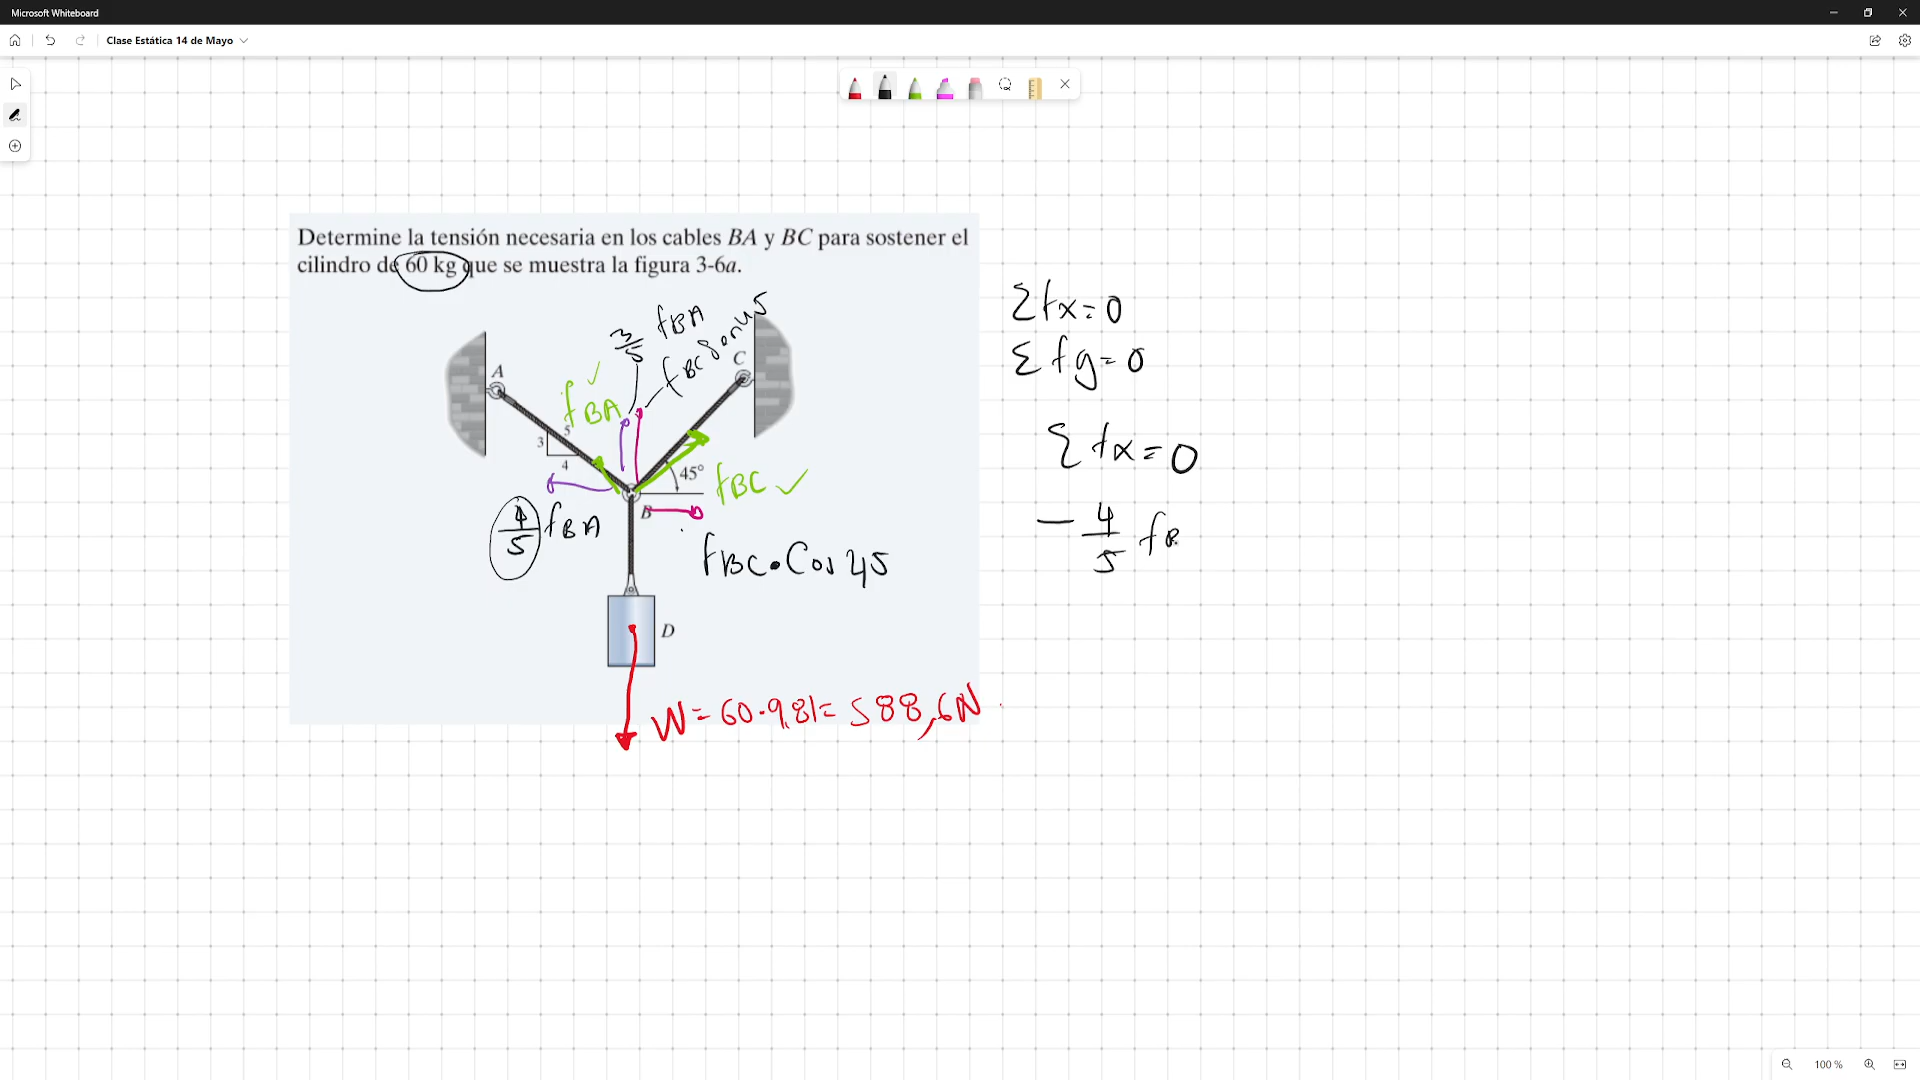 Microsoft Whiteboard
Clase Estática 14 de Mayo
Determine la tensión necesaria en los cables BA y BC para sostener el
cilindro de 60 kg que se muestra la figura 3-6a.
3/5 fBA
fBC Sen45
A
C
fBA
5
3
4
45°
fBC
B
4/5 fBA
fBC • Cos 45
D
W = 60 · 9,81 = 588,6N
Σfx=0
Σfy=0
Σfx=0
- 4/5 fB
100 %